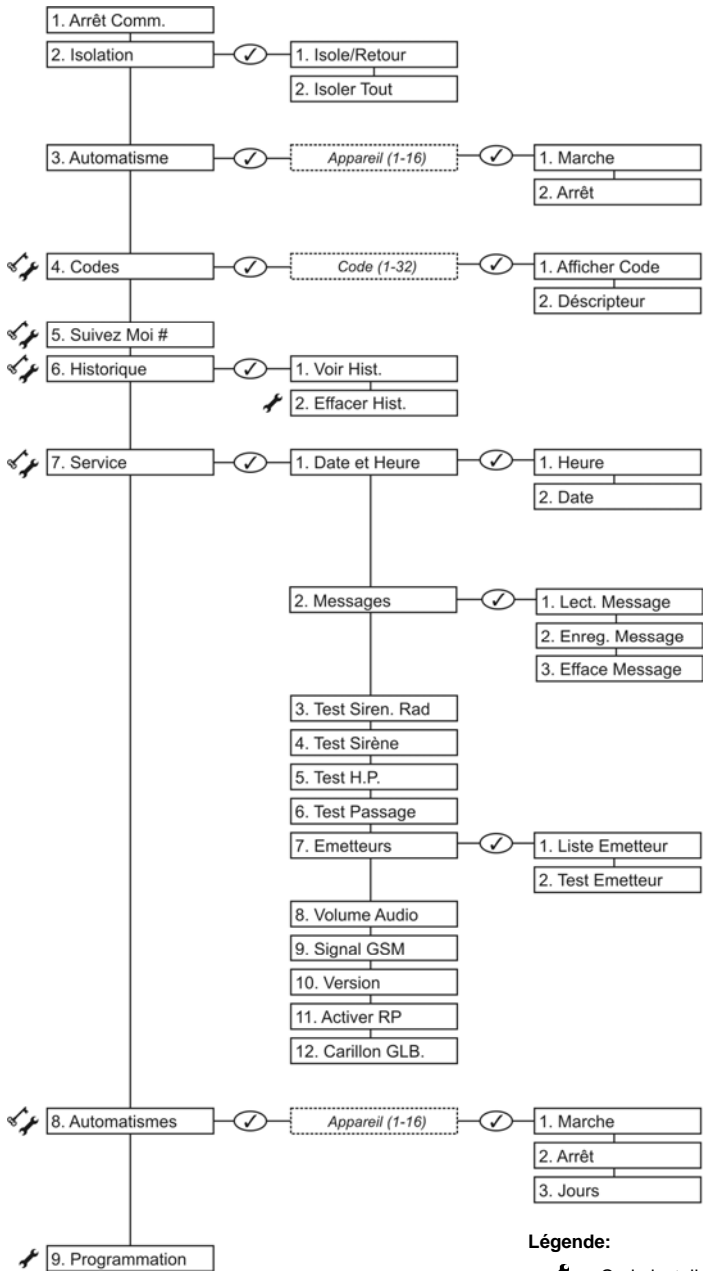 1. Arrêt Comm.
2. Isolation
1. Isole/Retour
2. Isoler Tout
3. Automatisme
Appareil (1-16)
1. Marche
2. Arrêt
4. Codes
Code (1-32)
1. Afficher Code
2. Déscripteur
5. Suivez Moi #
6. Historique
1. Voir Hist.
2. Effacer Hist.
7. Service
1. Date et Heure
1. Heure
2. Date
2. Messages
1. Lect. Message
2. Enreg. Message
3. Efface Message
3. Test Siren. Rad
4. Test Sirène
5. Test H.P.
6. Test Passage
7. Emetteurs
1. Liste Emetteur
2. Test Emetteur
8. Volume Audio
9. Signal GSM
10. Version
11. Activer RP
12. Carillon GLB.
8. Automatismes
Appareil (1-16)
1. Marche
2. Arrêt
3. Jours
9. Programmation
Légende: